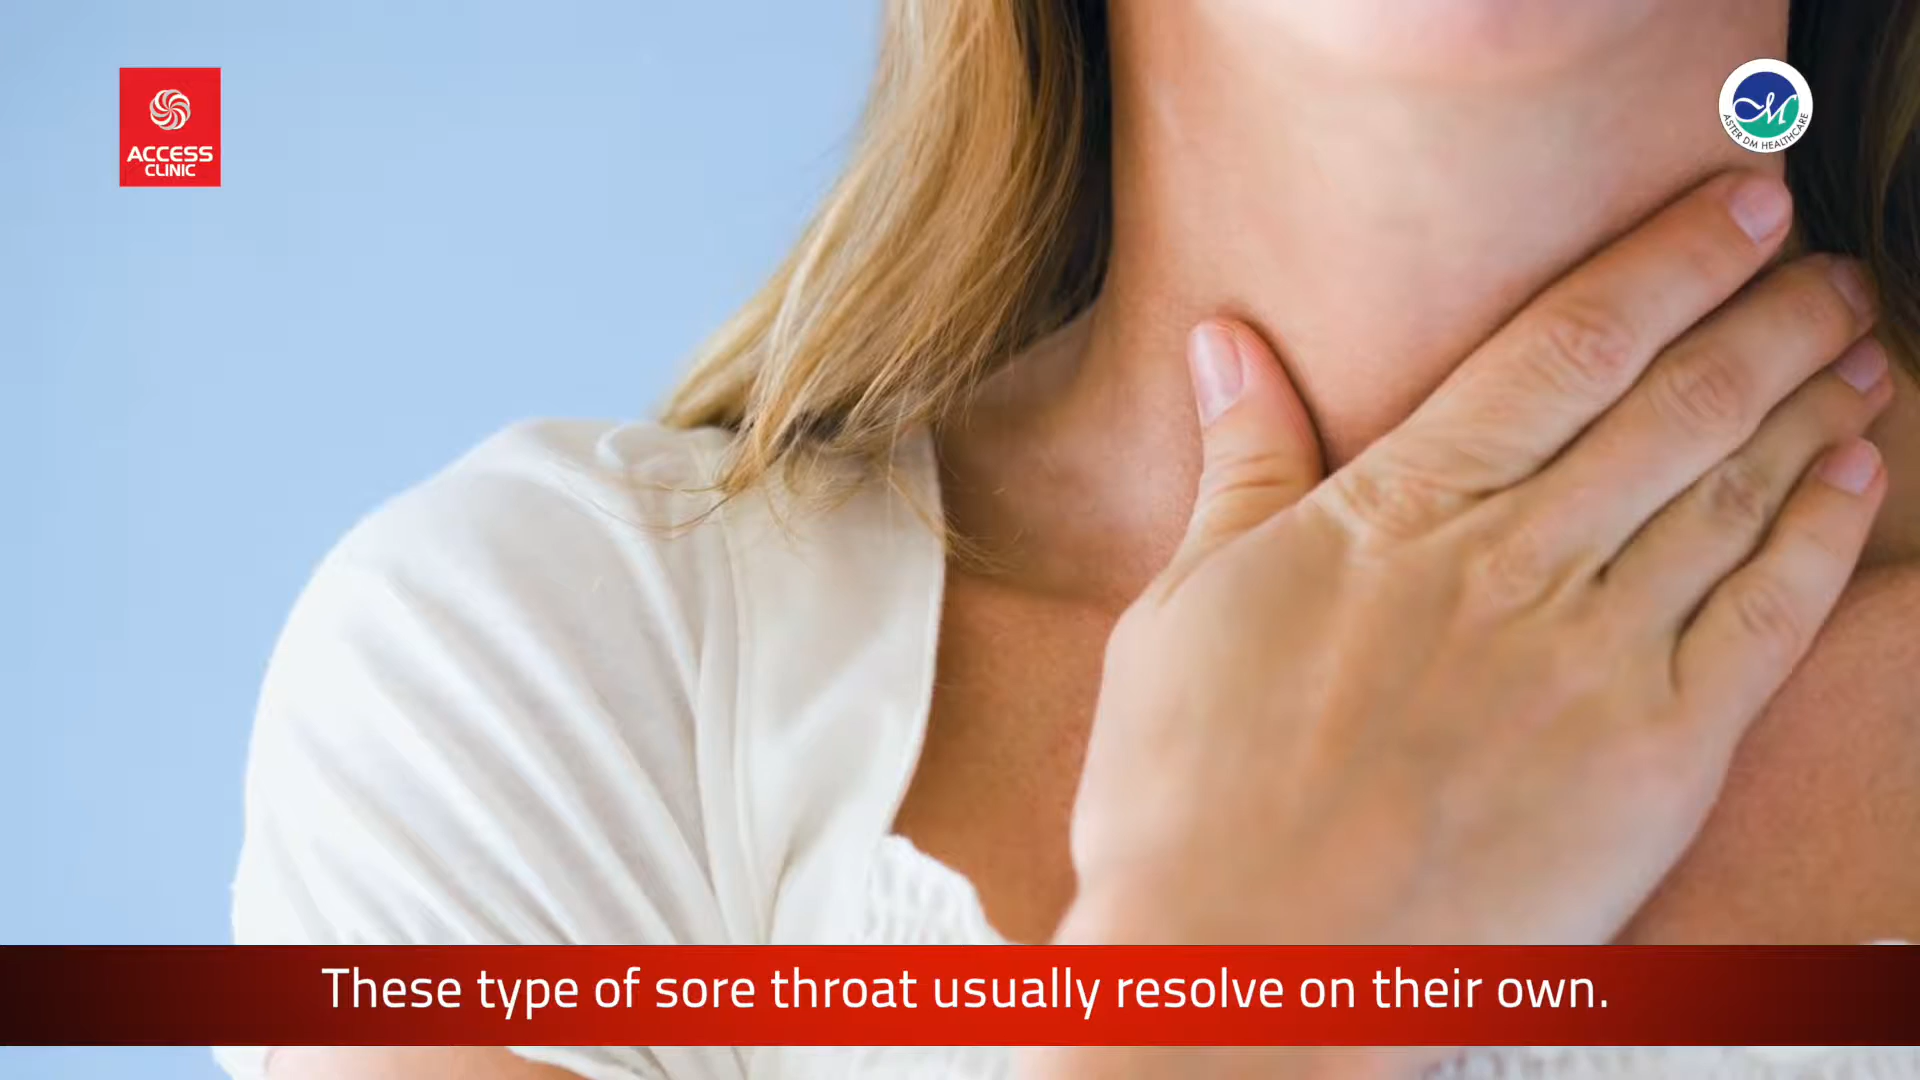 ACCESS
CLINIC
ASTER DM HEALTHCARE
These type of sore throat usually resolve on their own.